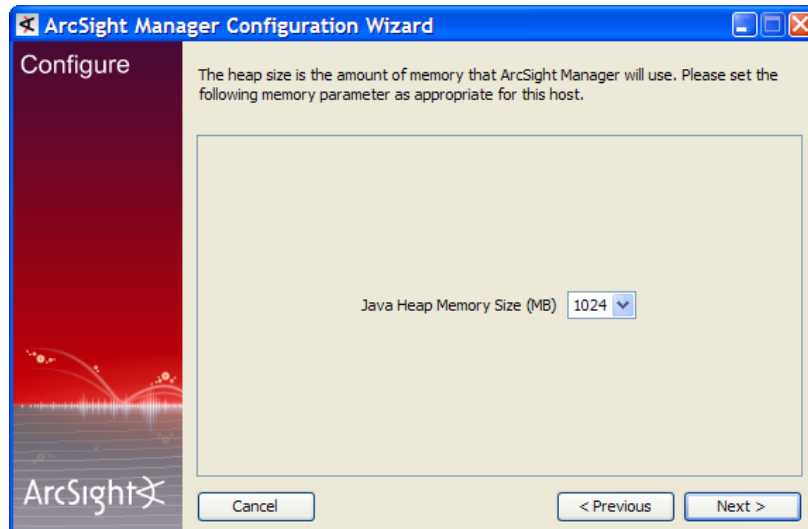 ArcSight Manager Configuration Wizard
Configure
The heap size is the amount of memory that ArcSight Manager will use. Please set the
following memory parameter as appropriate for this host.
Java Heap Memory Size (MB) 1024
ArcSight
Cancel < Previous Next >